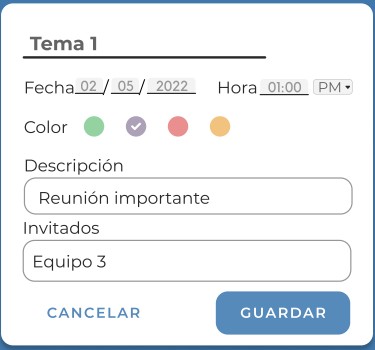 Tema 1
Fecha 02 / 05 / 2022 Hora 01:00 PM
Color
Descripción
Reunión importante
Invitados
Equipo 3
CANCELAR GUARDAR